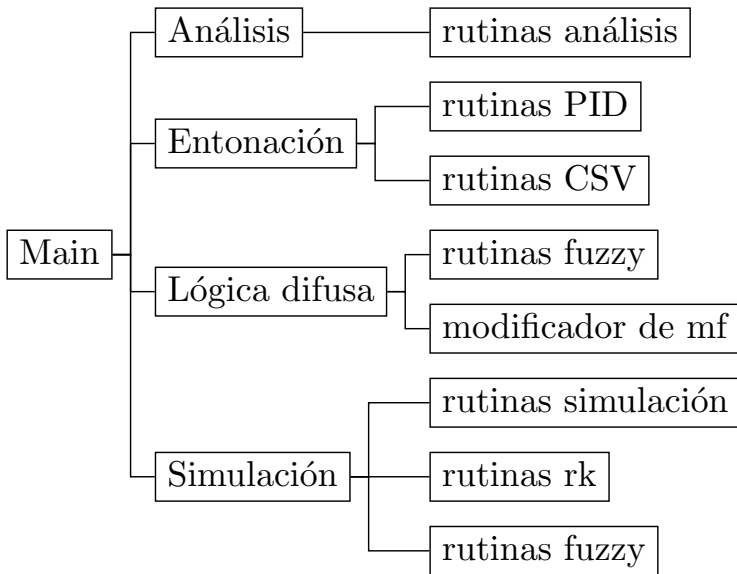 Análisis
rutinas análisis
rutinas PID
Entonación
rutinas CSV
Main
rutinas fuzzy
Lógica difusa
modificador de mf
rutinas simulación
Simulación
rutinas rk
rutinas fuzzy